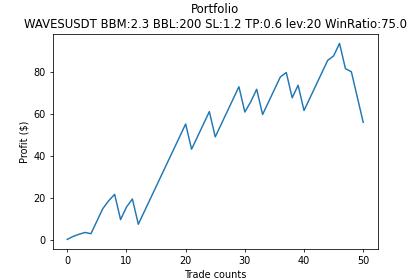 Portfolio
WAVESUSDT BBM:2.3 BBL:200 SL:1.2 TP:0.6 lev:20 WinRatio:75.0
Profit ($)
80
60
40
20
0
0 10 20 30 40 50
Trade counts